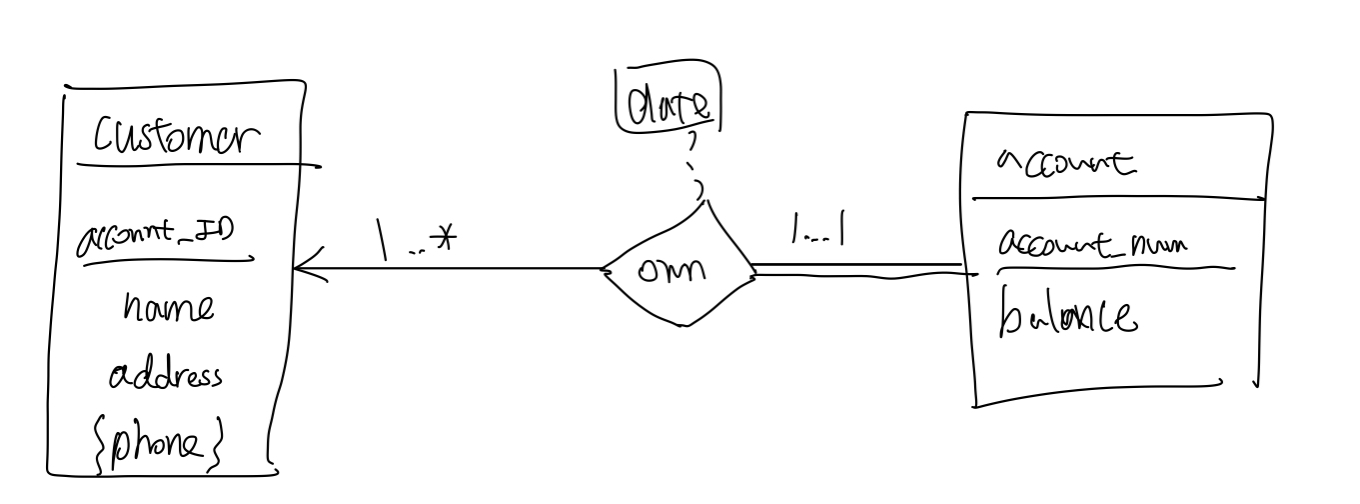 Customer
account_ID
name
address
{phone}
1...*
date
own
1...1
account
account_num
balance